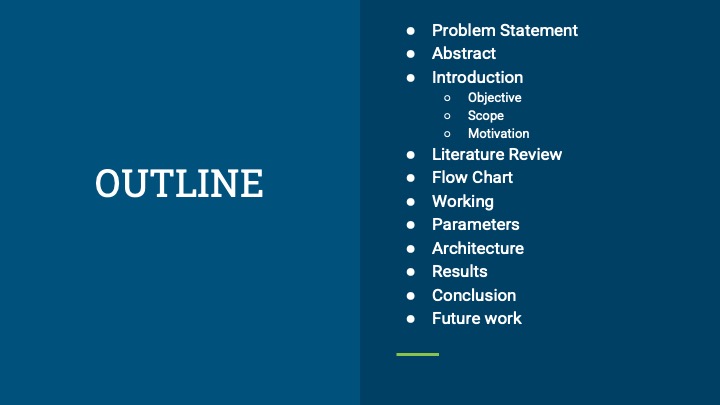 OUTLINE
● Problem Statement
● Abstract
● Introduction
○ Objective
○ Scope
○ Motivation
● Literature Review
● Flow Chart
● Working
● Parameters
● Architecture
● Results
● Conclusion
● Future work